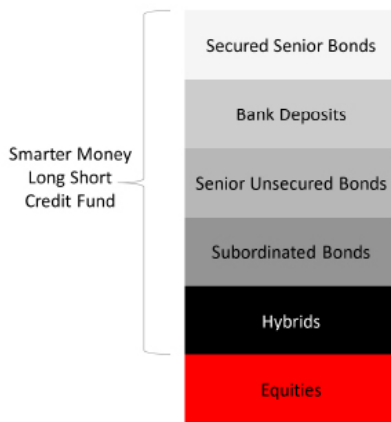 Secured Senior Bonds
Bank Deposits
Smarter Money
Long Short
Credit Fund
Senior Unsecured Bonds
Subordinated Bonds
Hybrids
Equities